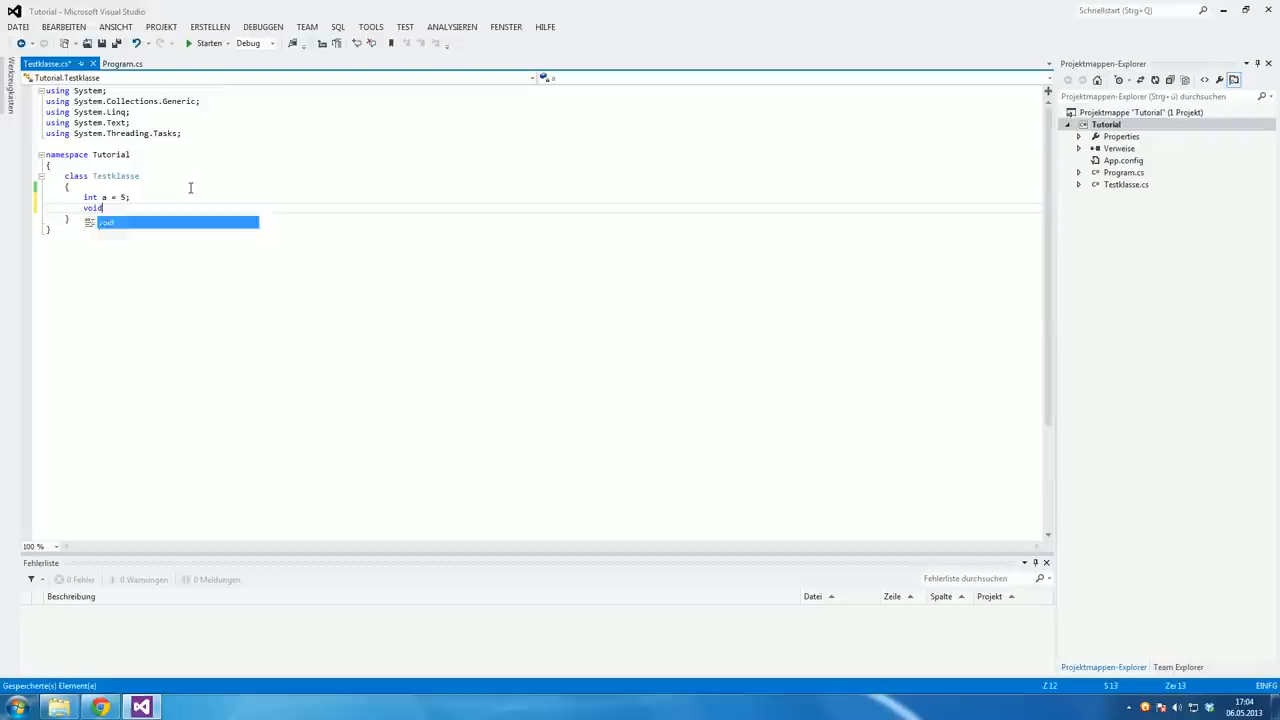 Tutorial - Microsoft Visual Studio
Schnellstart (Strg+Q)
DATEI BEARBEITEN ANSICHT PROJEKT ERSTELLEN DEBUGGEN TEAM SQL TOOLS TEST ANALYSIEREN FENSTER HILFE
Starten Debug
Werkzeugkasten
Testklasse.cs* Program.cs
Tutorial.Testklasse a
using System;
using System.Collections.Generic;
using System.Linq;
using System.Text;
using System.Threading.Tasks;
namespace Tutorial
{
class Testklasse
{
int a = 5;
void
void
}
}
100 %
Projektmappen-Explorer
Projektmappen-Explorer (Strg+ü) durchsuchen
Projektmappe "Tutorial" (1 Projekt)
Tutorial
Properties
Verweise
App.config
Program.cs
Testklasse.cs
Fehlerliste
0 Fehler 0 Warnungen 0 Meldungen
Fehlerliste durchsuchen
Beschreibung Datei Zeile Spalte Projekt
Projektmappen-Explorer Team Explorer
Gespeicherte(s) Element(e) Z 12 S 13 Zei 13 EINFG
17:04
06.05.2013